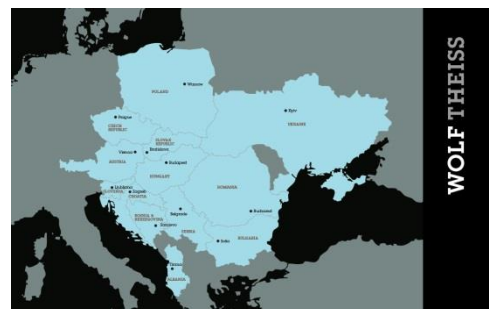 Warsaw
POLAND
Kyiv
UKRAINE
Prague
CZECH
REPUBLIC
SLOVAK
REPUBLIC
Bratislava
Vienna
AUSTRIA
Budapest
HUNGARY
Ljubljana
SLOVENIA
Zagreb
CROATIA
ROMANIA
Bucharest
Belgrade
BOSNIA &
HERZEGOVINA
Sarajevo
SERBIA
Sofia
BULGARIA
Tirana
ALBANIA
WOLF THEISS